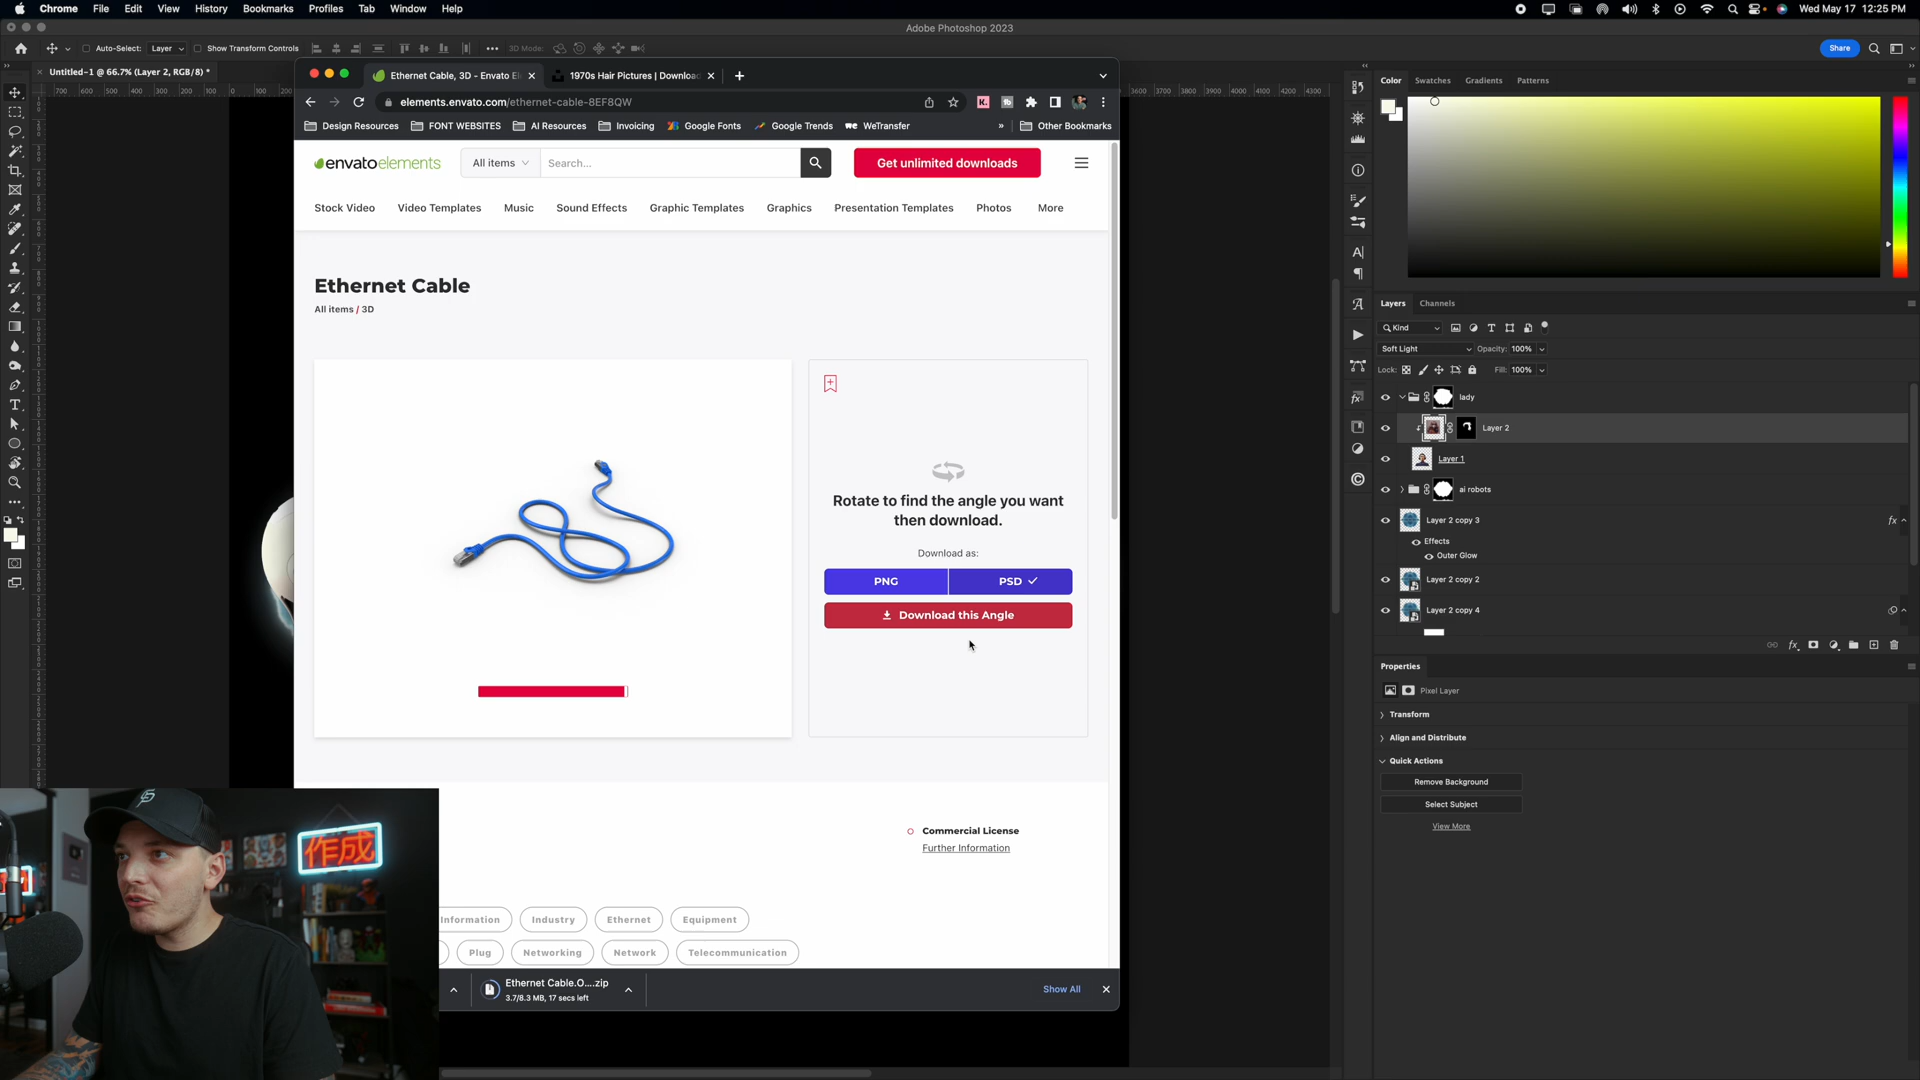 Chrome File Edit View History Bookmarks Profiles Tab Window Help Wed May 17 12:25 PM
Adobe Photoshop 2023
Auto-Select: Layer Show Transform Controls 3D Mode: Share
Untitled-1 @ 66.7% (Layer 2, RGB/8) *
Ethernet Cable, 3D - Envato El
1970s Hair Pictures | Download
elements.envato.com/ethernet-cable-8EF8QW
Design Resources FONT WEBSITES AI Resources Invoicing Google Fonts Google Trends WeTransfer » Other Bookmarks
envatoelements All items Search... Get unlimited downloads
Stock Video Video Templates Music Sound Effects Graphic Templates Graphics Presentation Templates Photos More
Ethernet Cable
All items / 3D
Rotate to find the angle you want
then download.
Download as:
PNG PSD
Download this Angle
Commercial License
Further Information
Information Industry Ethernet Equipment
Plug Networking Network Telecommunication
Ethernet Cable.O....zip
3.7/8.3 MB, 17 secs left
Show All
Color Swatches Gradients Patterns
Layers Channels
Kind
Soft Light Opacity: 100%
Lock: Fill: 100%
lady
Layer 2
Layer 1
ai robots
Layer 2 copy 3 fx
Effects
Outer Glow
Layer 2 copy 2
Layer 2 copy 4
Properties
Pixel Layer
Transform
Align and Distribute
Quick Actions
Remove Background
Select Subject
View More
作成